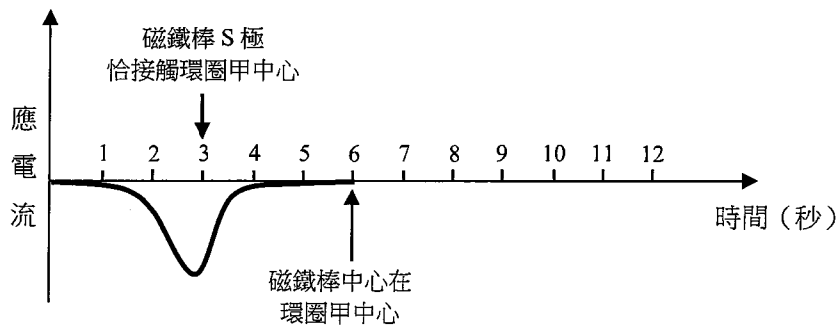 磁鐵棒 S 極
恰接觸環圈甲中心
應電流
1 2 3 4 5 6 7 8 9 10 11 12
時間（秒）
磁鐵棒中心在
環圈甲中心